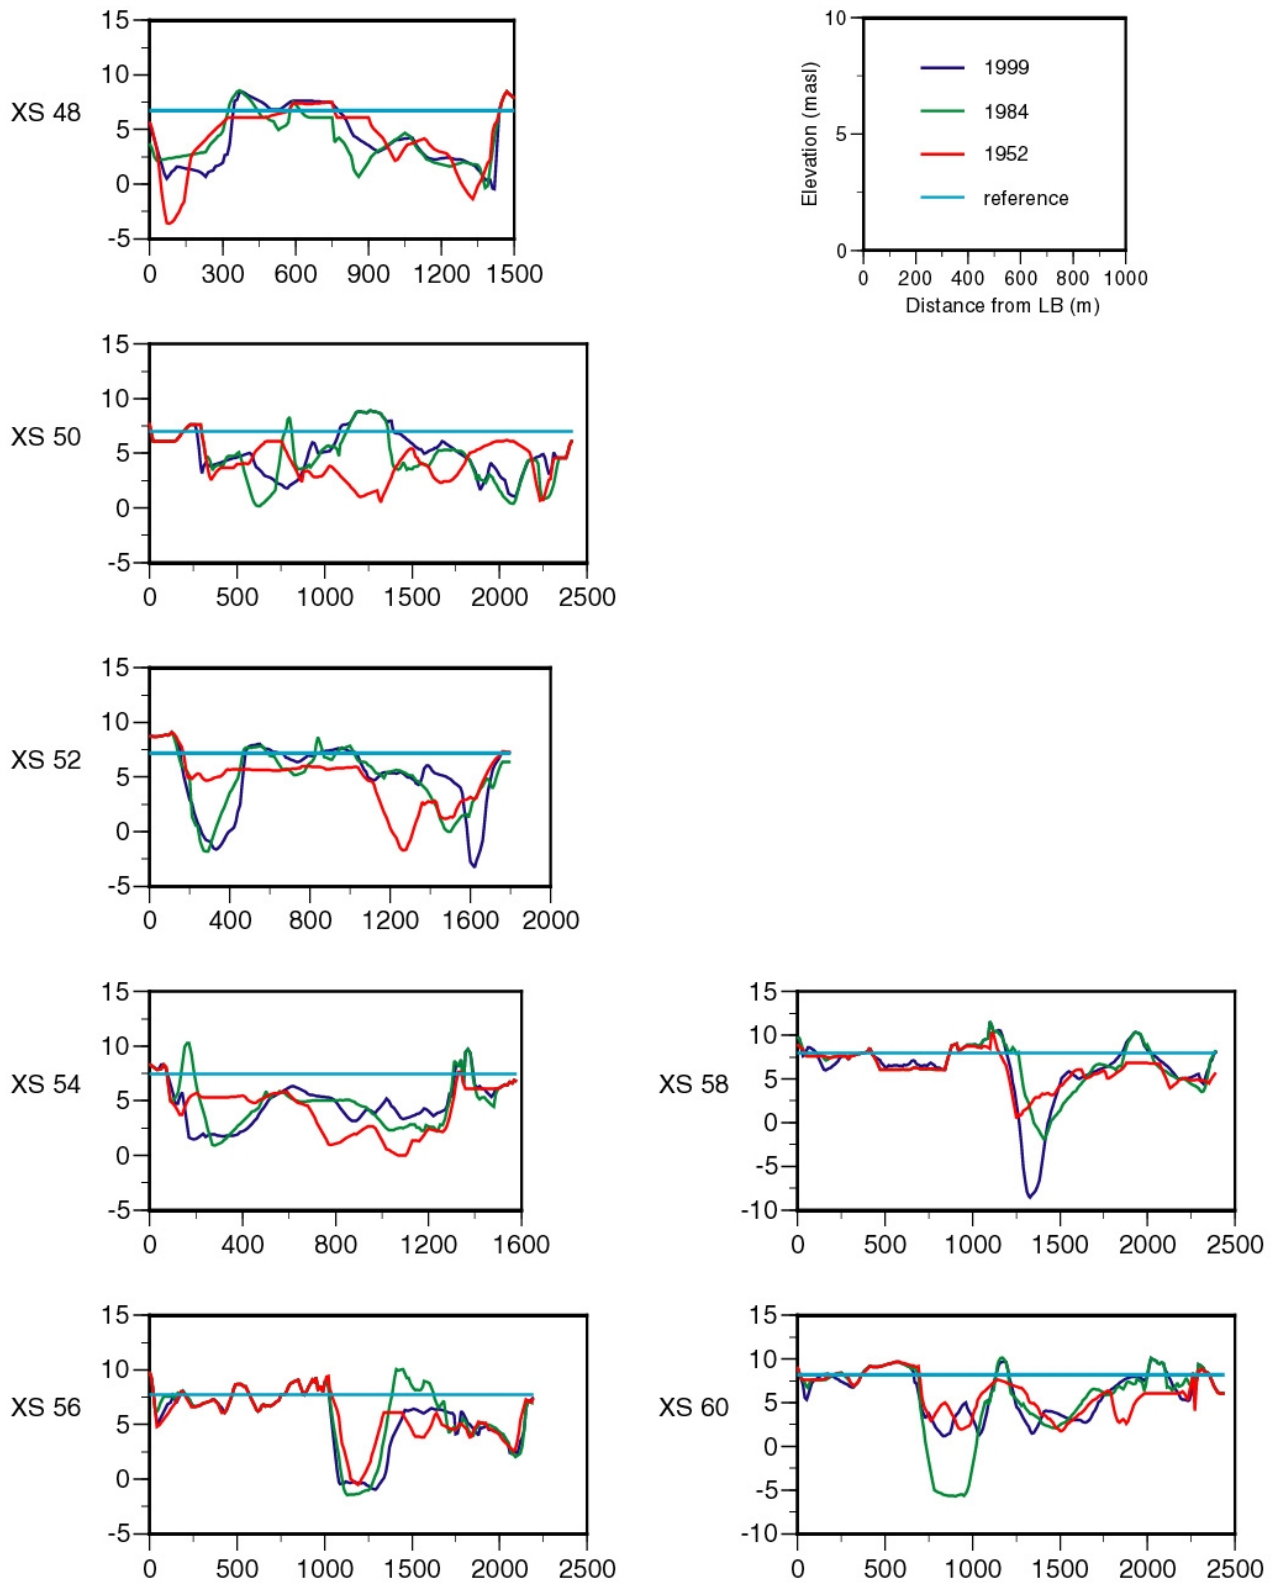 15
10
5
0
-5
XS 48
0 300 600 900 1200 1500
10
5
0
Elevation (masl)
1999
1984
1952
reference
0 200 400 600 800 1000
Distance from LB (m)
15
10
5
0
-5
XS 50
0 500 1000 1500 2000 2500
15
10
5
0
-5
XS 52
0 400 800 1200 1600 2000
15
10
5
0
-5
XS 54
0 400 800 1200 1600
15
10
5
0
-5
-10
XS 58
0 500 1000 1500 2000 2500
15
10
5
0
-5
XS 56
0 500 1000 1500 2000 2500
15
10
5
0
-5
-10
XS 60
0 500 1000 1500 2000 2500